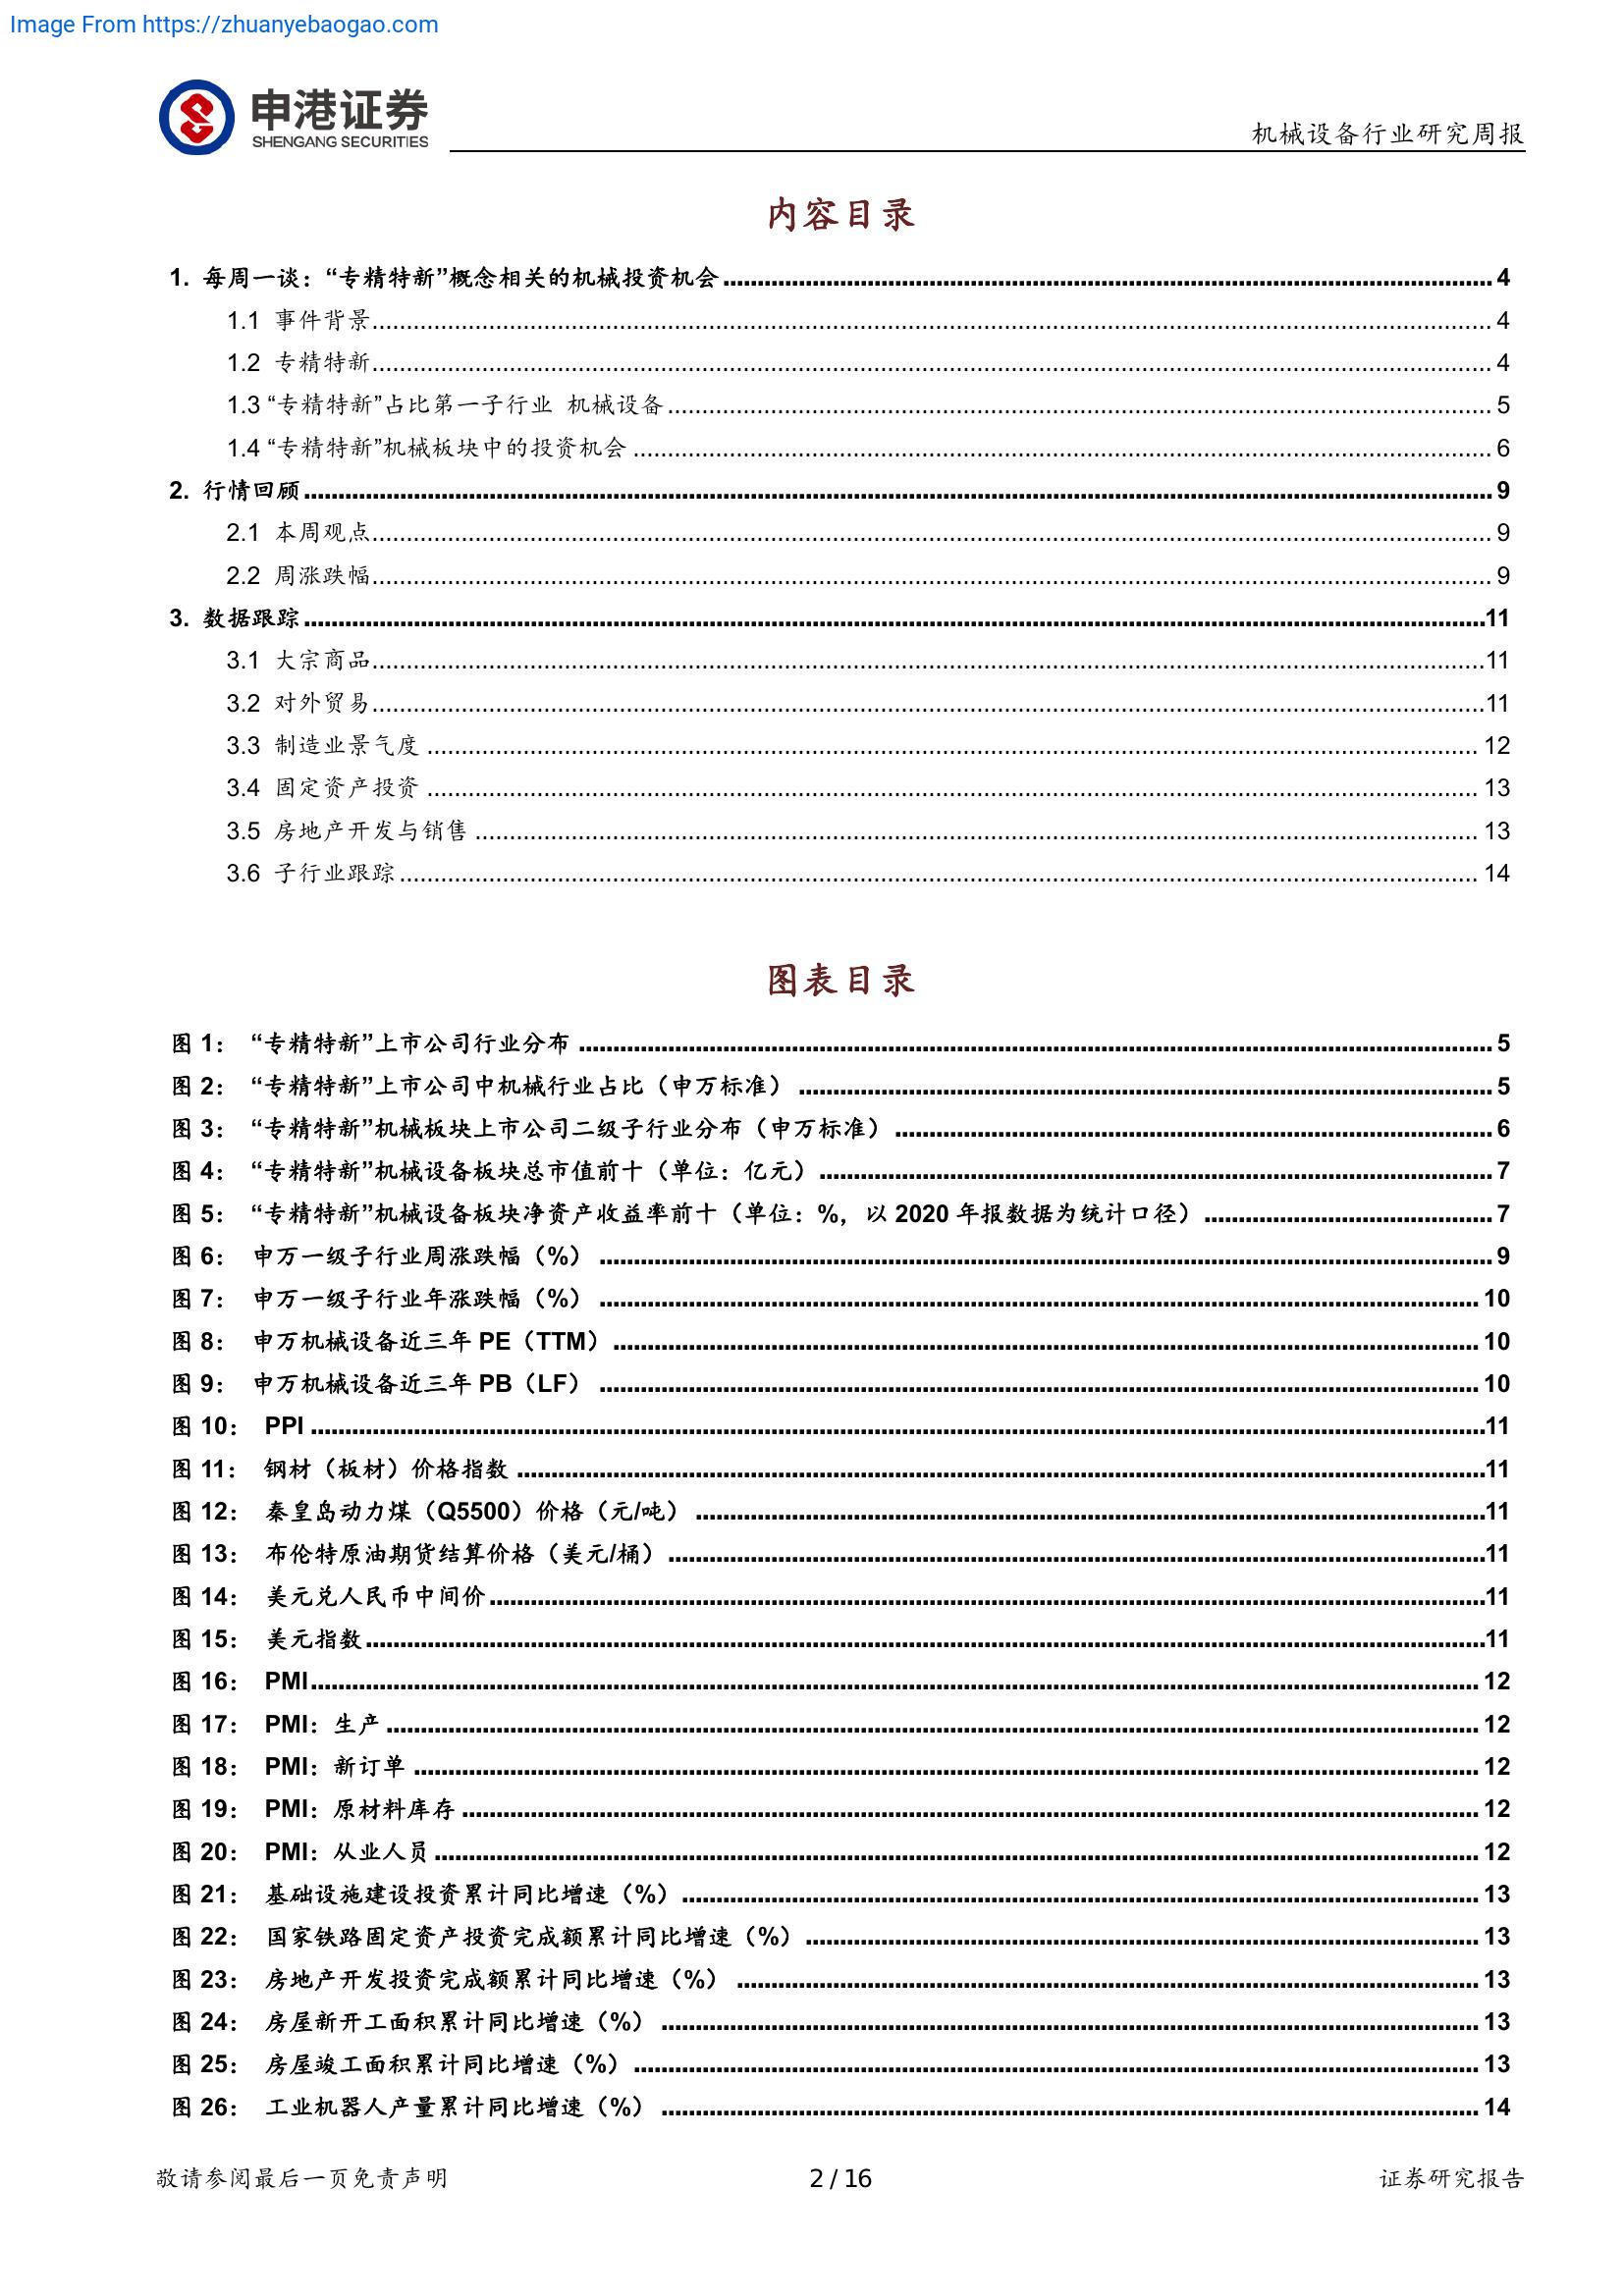 Image From https://zhuanyebaogao.com
申港证券
SHENGANG SECURITIES
机械设备行业研究周报
内容目录
1. 每周一谈：“专精特新”概念相关的机械投资机会 4
1.1 事件背景 4
1.2 专精特新 4
1.3 “专精特新”占比第一子行业 机械设备 5
1.4 “专精特新”机械板块中的投资机会 6
2. 行情回顾 9
2.1 本周观点 9
2.2 周涨跌幅 9
3. 数据跟踪 11
3.1 大宗商品 11
3.2 对外贸易 11
3.3 制造业景气度 12
3.4 固定资产投资 13
3.5 房地产开发与销售 13
3.6 子行业跟踪 14
图表目录
图 1： “专精特新”上市公司行业分布 5
图 2： “专精特新”上市公司中机械行业占比（申万标准） 5
图 3： “专精特新”机械板块上市公司二级子行业分布（申万标准） 6
图 4： “专精特新”机械设备板块总市值前十（单位：亿元） 7
图 5： “专精特新”机械设备板块净资产收益率前十（单位：%，以 2020 年报数据为统计口径） 7
图 6： 申万一级子行业周涨跌幅（%） 9
图 7： 申万一级子行业年涨跌幅（%） 10
图 8： 申万机械设备近三年 PE（TTM） 10
图 9： 申万机械设备近三年 PB（LF） 10
图 10： PPI 11
图 11： 钢材（板材）价格指数 11
图 12： 秦皇岛动力煤（Q5500）价格（元/吨） 11
图 13： 布伦特原油期货结算价格（美元/桶） 11
图 14： 美元兑人民币中间价 11
图 15： 美元指数 11
图 16： PMI 12
图 17： PMI：生产 12
图 18： PMI：新订单 12
图 19： PMI：原材料库存 12
图 20： PMI：从业人员 12
图 21： 基础设施建设投资累计同比增速（%） 13
图 22： 国家铁路固定资产投资完成额累计同比增速（%） 13
图 23： 房地产开发投资完成额累计同比增速（%） 13
图 24： 房屋新开工面积累计同比增速（%） 13
图 25： 房屋竣工面积累计同比增速（%） 13
图 26： 工业机器人产量累计同比增速（%） 14
敬请参阅最后一页免责声明 2 / 16 证券研究报告